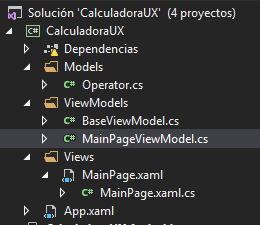 Solución 'CalculadoraUX' (4 proyectos)
C# CalculadoraUX
Dependencias
Models
C# Operator.cs
ViewModels
C# BaseViewModel.cs
C# MainPageViewModel.cs
Views
MainPage.xaml
C# MainPage.xaml.cs
App.xaml